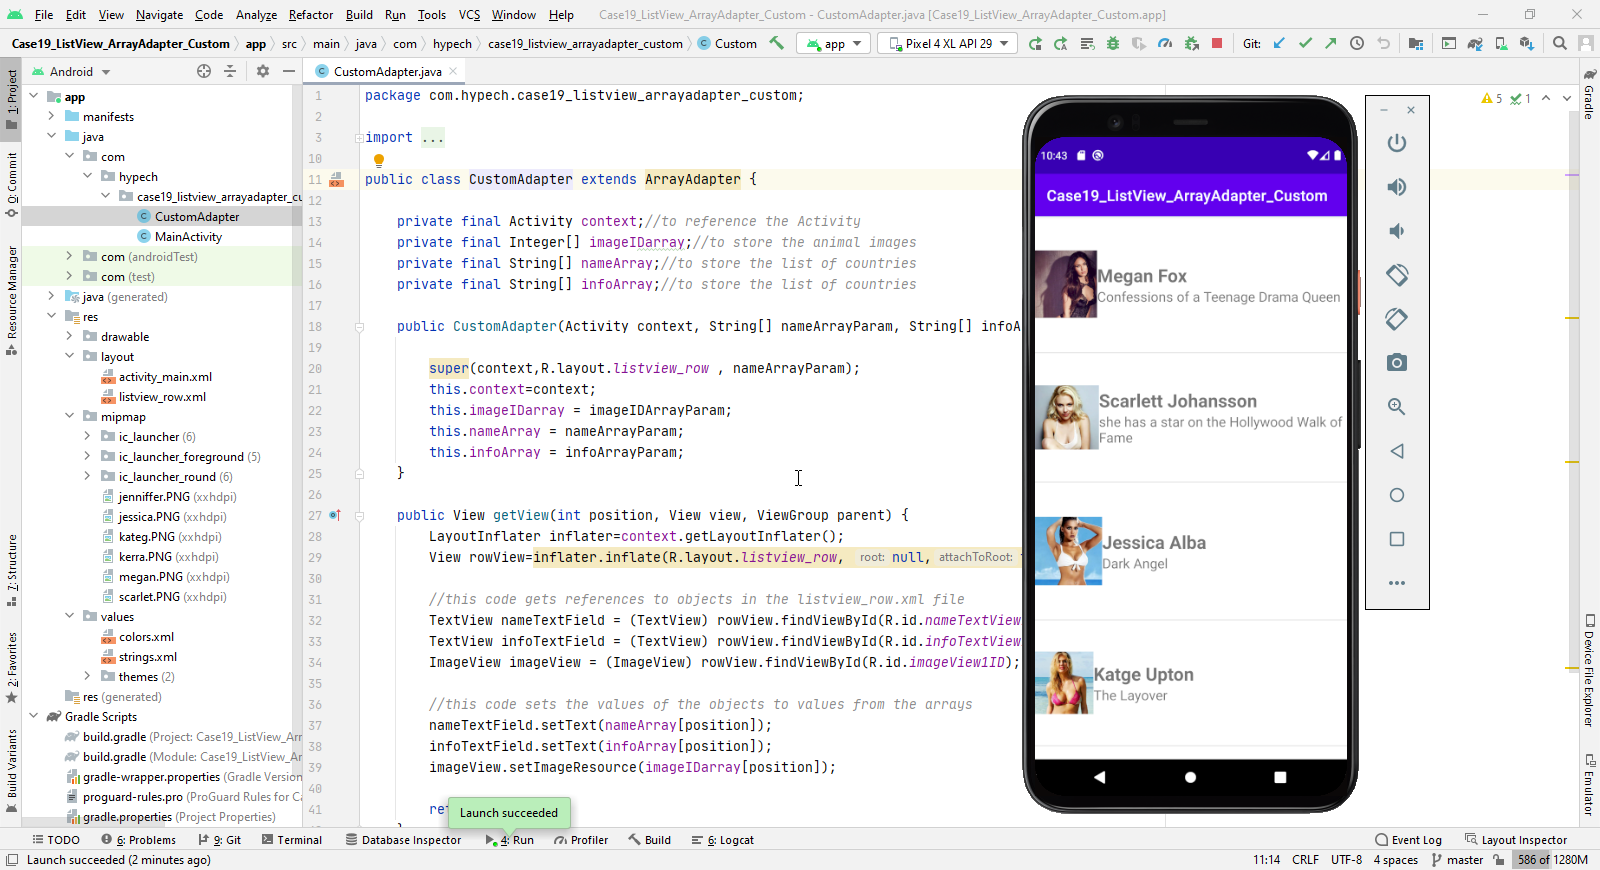 File Edit View Navigate Code Analyze Refactor Build Run Tools VCS Window Help Case19_ListView_ArrayAdapter_Custom - CustomAdapter.java [Case19_ListView_ArrayAdapter_Custom.app]
Case19_ListView_ArrayAdapter_Custom app src main java com hypech case19_listview_arrayadapter_custom Custom app Pixel 4 XL API 29 Git:
Android CustomAdapter.java
1: Project
0: Commit
Resource Manager
Z: Structure
2: Favorites
Build Variants
app
manifests
java
com
hypech
case19_listview_arrayadapter_cu
CustomAdapter
MainActivity
com (androidTest)
com (test)
java (generated)
res
drawable
layout
activity_main.xml
listview_row.xml
mipmap
ic_launcher (6)
ic_launcher_foreground (5)
ic_launcher_round (6)
jenniffer.PNG (xxhdpi)
jessica.PNG (xxhdpi)
kateg.PNG (xxhdpi)
kerra.PNG (xxhdpi)
megan.PNG (xxhdpi)
scarlet.PNG (xxhdpi)
values
colors.xml
strings.xml
themes (2)
res (generated)
Gradle Scripts
build.gradle (Project: Case19_ListView_Arr
build.gradle (Module: Case19_ListView_Ar
gradle-wrapper.properties (Gradle Version
proguard-rules.pro (ProGuard Rules for Ca
gradle.properties (Project Properties)
1 package com.hypech.case19_listview_arrayadapter_custom;
2
3 import ...
10
11 public class CustomAdapter extends ArrayAdapter {
12
13 private final Activity context;//to reference the Activity
14 private final Integer[] imageIDarray;//to store the animal images
15 private final String[] nameArray;//to store the list of countries
16 private final String[] infoArray;//to store the list of countries
17
18 public CustomAdapter(Activity context, String[] nameArrayParam, String[] infoA
19
20 super(context,R.layout.listview_row , nameArrayParam);
21 this.context=context;
22 this.imageIDarray = imageIDArrayParam;
23 this.nameArray = nameArrayParam;
24 this.infoArray = infoArrayParam;
25 }
26
27 public View getView(int position, View view, ViewGroup parent) {
28 LayoutInflater inflater=context.getLayoutInflater();
29 View rowView=inflater.inflate(R.layout.listview_row, root: null, attachToRoot:
30
31 //this code gets references to objects in the listview_row.xml file
32 TextView nameTextField = (TextView) rowView.findViewById(R.id.nameTextView
33 TextView infoTextField = (TextView) rowView.findViewById(R.id.infoTextView
34 ImageView imageView = (ImageView) rowView.findViewById(R.id.imageView1ID);
35
36 //this code sets the values of the objects to values from the arrays
37 nameTextField.setText(nameArray[position]);
38 infoTextField.setText(infoArray[position]);
39 imageView.setImageResource(imageIDarray[position]);
40
41 re
Launch succeeded
5 1
10:43
Case19_ListView_ArrayAdapter_Custom
Megan Fox
Confessions of a Teenage Drama Queen
Scarlett Johansson
she has a star on the Hollywood Walk of
Fame
Jessica Alba
Dark Angel
Katge Upton
The Layover
Gradle
Device File Explorer
Emulator
TODO 6: Problems 9: Git Terminal Database Inspector 4: Run Profiler Build 6: Logcat Event Log Layout Inspector
Launch succeeded (2 minutes ago) 11:14 CRLF UTF-8 4 spaces master 586 of 1280M